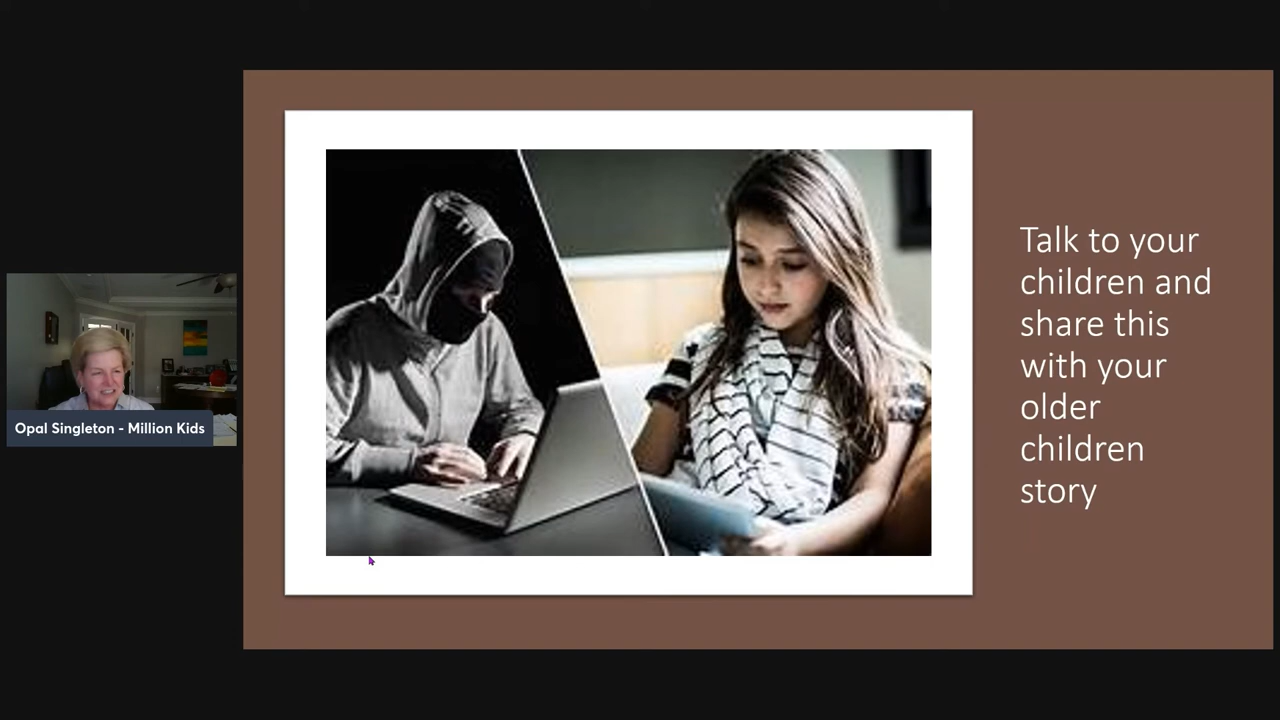 Opal Singleton - Million Kids
Talk to your
children and
share this
with your
older
children
story